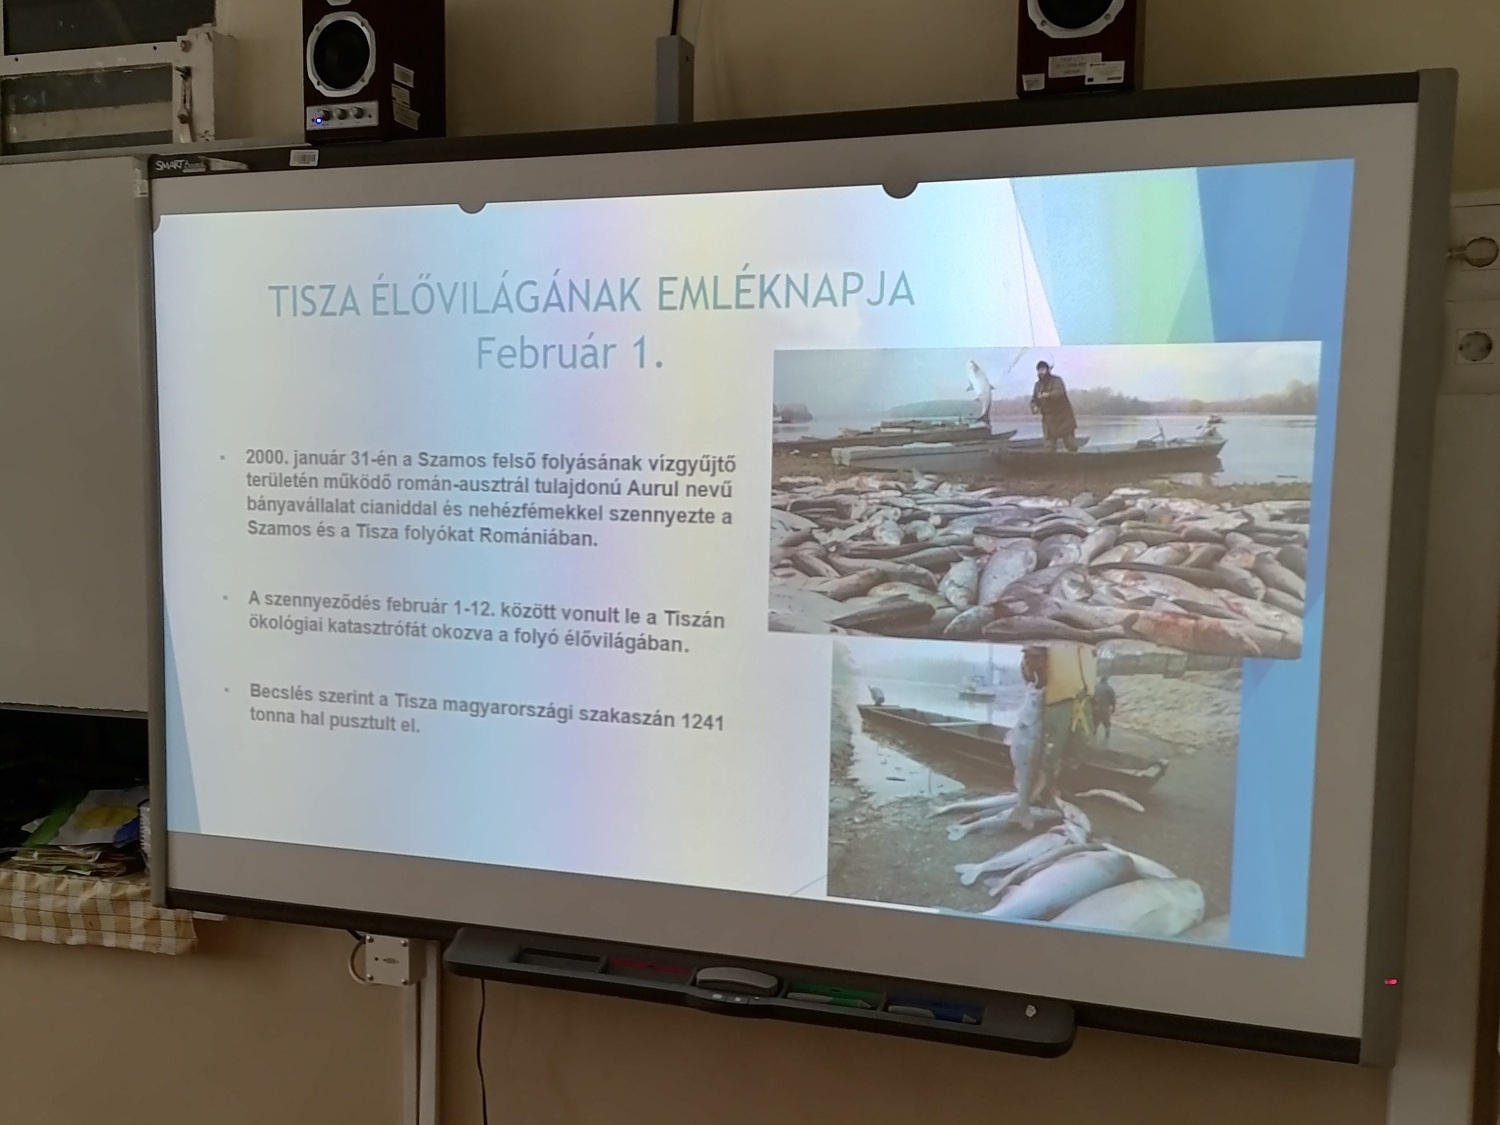 SMART Board
TISZA ÉLŐVILÁGÁNAK EMLÉKNAPJA
Február 1.
2000. január 31-én a Szamos felső folyásának vízgyűjtő
területén működő román-ausztrál tulajdonú Aurul nevű
bányavállalat cianiddal és nehézfémekkel szennyezte a
Szamos és a Tisza folyókat Romániában.
A szennyeződés február 1-12. között vonult le a Tiszán
ökológiai katasztrófát okozva a folyó élővilágában.
Becslés szerint a Tisza magyarországi szakaszán 1241
tonna hal pusztult el.